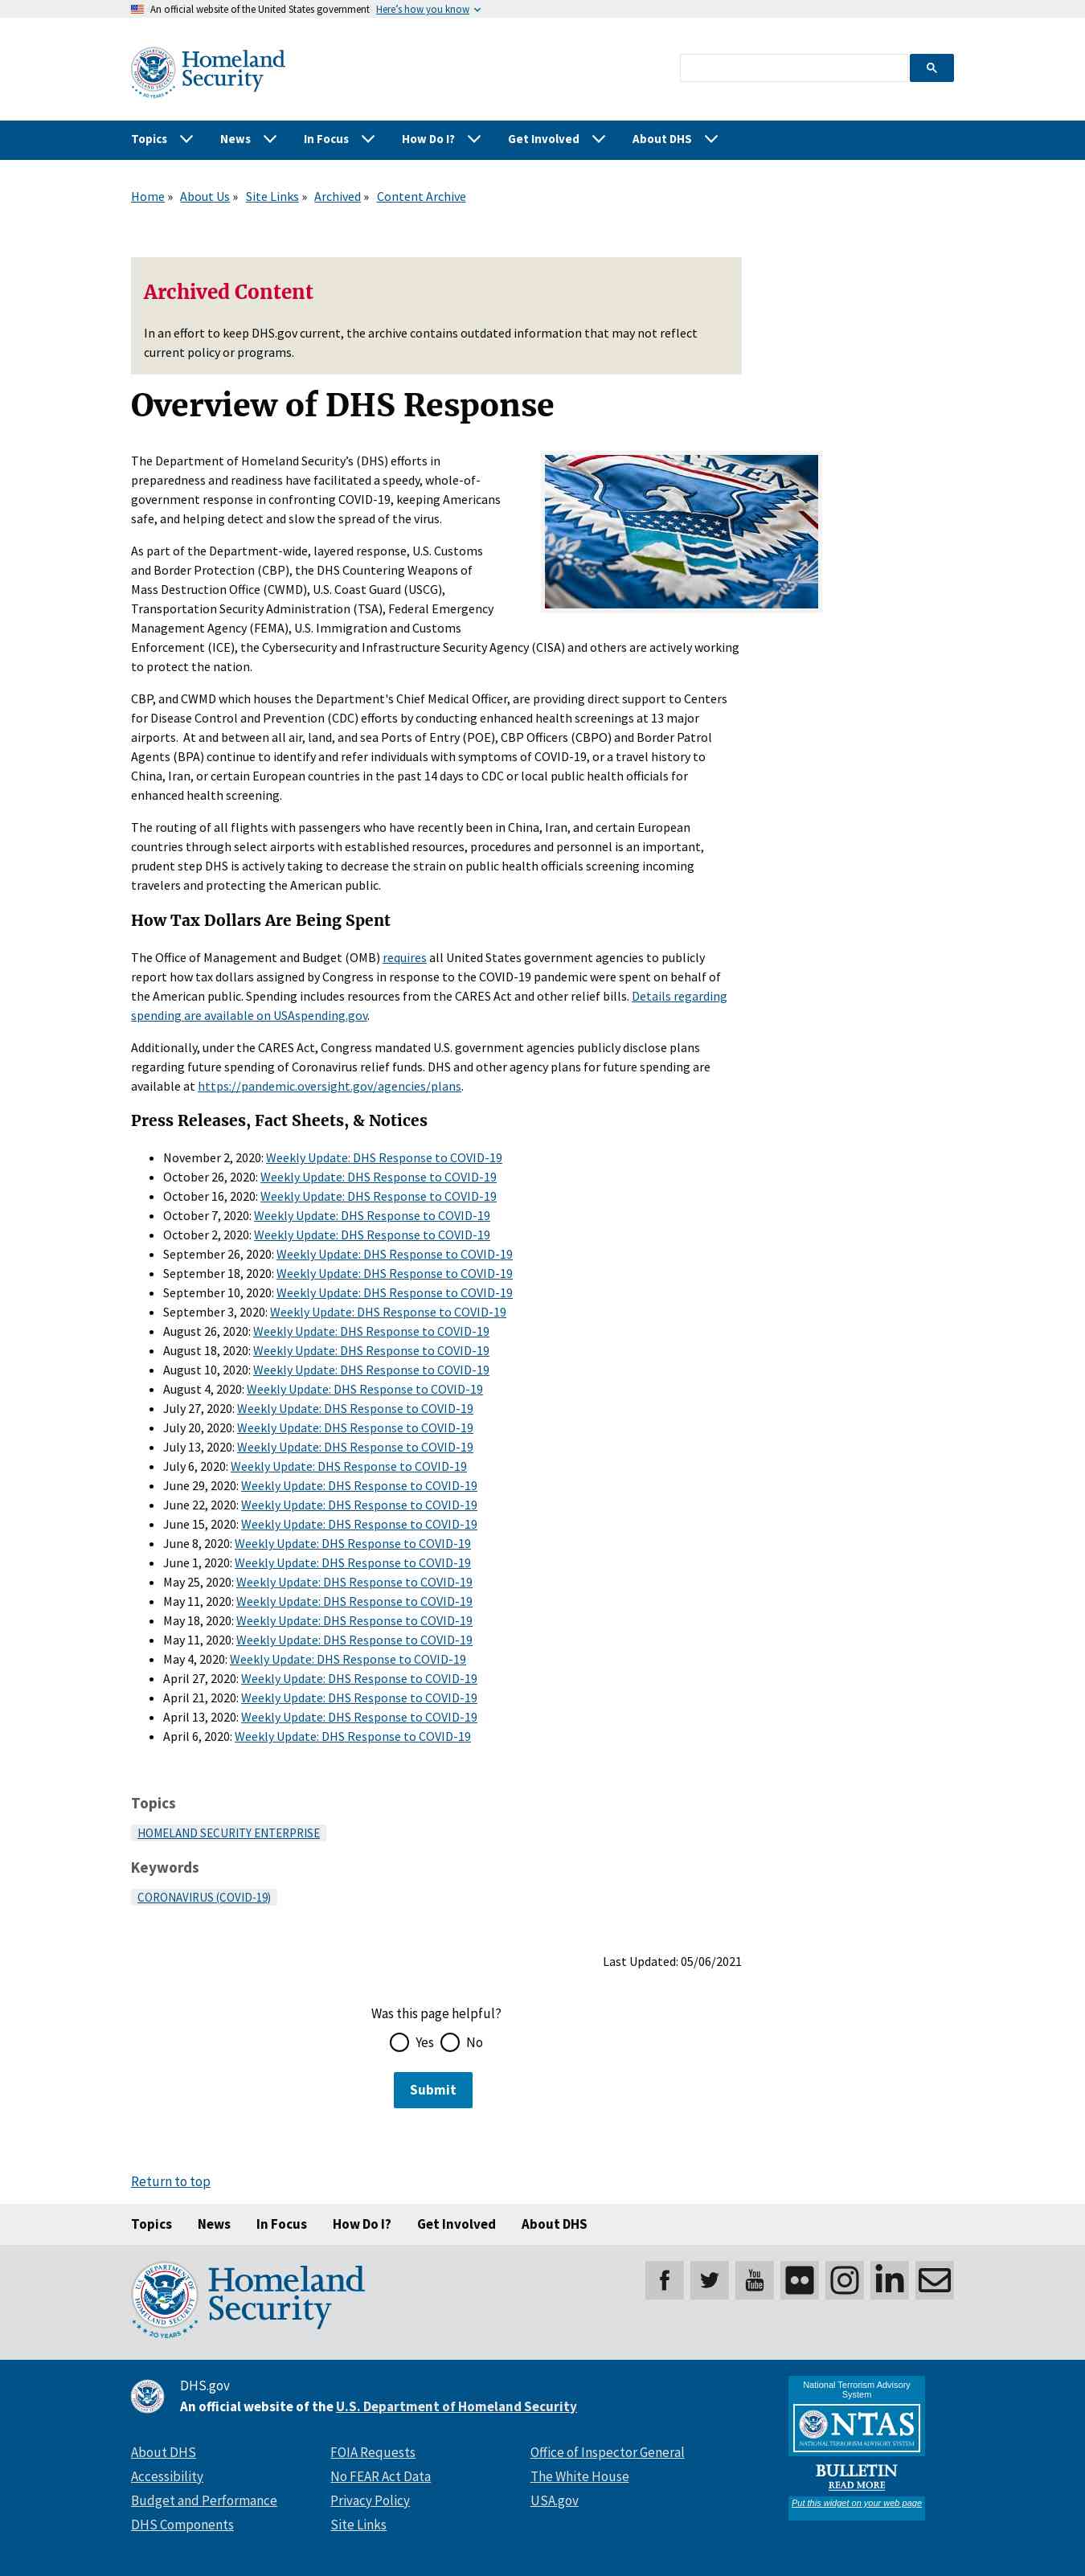 An official website of the United States government Here's how you know
Homeland
Security
Topics News In Focus How Do I? Get Involved About DHS
Home » About Us » Site Links » Archived » Content Archive
Archived Content
In an effort to keep DHS.gov current, the archive contains outdated information that may not reflect
current policy or programs.
Overview of DHS Response
The Department of Homeland Security's (DHS) efforts in
preparedness and readiness have facilitated a speedy, whole-of-
government response in confronting COVID-19, keeping Americans
safe, and helping detect and slow the spread of the virus.
As part of the Department-wide, layered response, U.S. Customs
and Border Protection (CBP), the DHS Countering Weapons of
Mass Destruction Office (CWMD), U.S. Coast Guard (USCG),
Transportation Security Administration (TSA), Federal Emergency
Management Agency (FEMA), U.S. Immigration and Customs
Enforcement (ICE), the Cybersecurity and Infrastructure Security Agency (CISA) and others are actively working
to protect the nation.
CBP, and CWMD which houses the Department's Chief Medical Officer, are providing direct support to Centers
for Disease Control and Prevention (CDC) efforts by conducting enhanced health screenings at 13 major
airports. At and between all air, land, and sea Ports of Entry (POE), CBP Officers (CBPO) and Border Patrol
Agents (BPA) continue to identify and refer individuals with symptoms of COVID-19, or a travel history to
China, Iran, or certain European countries in the past 14 days to CDC or local public health officials for
enhanced health screening.
The routing of all flights with passengers who have recently been in China, Iran, and certain European
countries through select airports with established resources, procedures and personnel is an important,
prudent step DHS is actively taking to decrease the strain on public health officials screening incoming
travelers and protecting the American public.
How Tax Dollars Are Being Spent
The Office of Management and Budget (OMB) requires all United States government agencies to publicly
report how tax dollars assigned by Congress in response to the COVID-19 pandemic were spent on behalf of
the American public. Spending includes resources from the CARES Act and other relief bills. Details regarding
spending are available on USAspending.gov.
Additionally, under the CARES Act, Congress mandated U.S. government agencies publicly disclose plans
regarding future spending of Coronavirus relief funds. DHS and other agency plans for future spending are
available at https://pandemic.oversight.gov/agencies/plans.
Press Releases, Fact Sheets, & Notices
November 2, 2020: Weekly Update: DHS Response to COVID-19
October 26, 2020: Weekly Update: DHS Response to COVID-19
October 16, 2020: Weekly Update: DHS Response to COVID-19
October 7, 2020: Weekly Update: DHS Response to COVID-19
October 2, 2020: Weekly Update: DHS Response to COVID-19
September 26, 2020: Weekly Update: DHS Response to COVID-19
September 18, 2020: Weekly Update: DHS Response to COVID-19
September 10, 2020: Weekly Update: DHS Response to COVID-19
September 3, 2020: Weekly Update: DHS Response to COVID-19
August 26, 2020: Weekly Update: DHS Response to COVID-19
August 18, 2020: Weekly Update: DHS Response to COVID-19
August 10, 2020: Weekly Update: DHS Response to COVID-19
August 4, 2020: Weekly Update: DHS Response to COVID-19
July 27, 2020: Weekly Update: DHS Response to COVID-19
July 20, 2020: Weekly Update: DHS Response to COVID-19
July 13, 2020: Weekly Update: DHS Response to COVID-19
July 6, 2020: Weekly Update: DHS Response to COVID-19
June 29, 2020: Weekly Update: DHS Response to COVID-19
June 22, 2020: Weekly Update: DHS Response to COVID-19
June 15, 2020: Weekly Update: DHS Response to COVID-19
June 8, 2020: Weekly Update: DHS Response to COVID-19
June 1, 2020: Weekly Update: DHS Response to COVID-19
May 25, 2020: Weekly Update: DHS Response to COVID-19
May 11, 2020: Weekly Update: DHS Response to COVID-19
May 18, 2020: Weekly Update: DHS Response to COVID-19
May 11, 2020: Weekly Update: DHS Response to COVID-19
May 4, 2020: Weekly Update: DHS Response to COVID-19
April 27, 2020: Weekly Update: DHS Response to COVID-19
April 21, 2020: Weekly Update: DHS Response to COVID-19
April 13, 2020: Weekly Update: DHS Response to COVID-19
April 6, 2020: Weekly Update: DHS Response to COVID-19
Topics
HOMELAND SECURITY ENTERPRISE
Keywords
CORONAVIRUS (COVID-19)
Last Updated: 05/06/2021
Was this page helpful?
Yes No
Submit
Return to top
Topics News In Focus How Do I? Get Involved About DHS
U.S. DEPARTMENT OF
HOMELAND SECURITY
20 YEARS
Homeland
Security
You
Tube
DHS.gov
An official website of the U.S. Department of Homeland Security
About DHS FOIA Requests Office of Inspector General
Accessibility No FEAR Act Data The White House
Budget and Performance Privacy Policy USA.gov
DHS Components Site Links
National Terrorism Advisory
System
NTAS
NATIONAL TERRORISM ADVISORY SYSTEM
BULLETIN
READ MORE
Put this widget on your web page